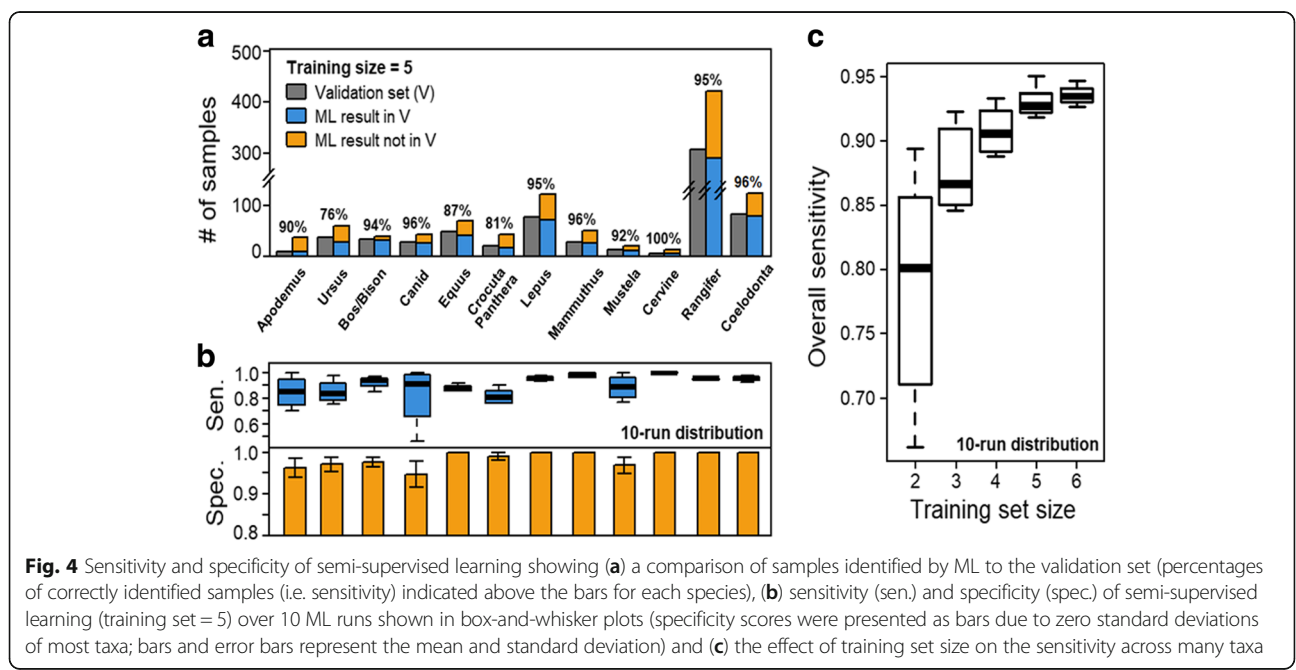 a
500
400
300
100
0
# of samples
Training size = 5
Validation set (V)
ML result in V
ML result not in V
90%
76%
94%
96%
87%
81%
95%
96%
92%
100%
95%
96%
Apodemus
Ursus
Bos/Bison
Canid
Equus
Crocuta
Panthera
Lepus
Mammuthus
Mustela
Cervine
Rangifer
Coelodonta
b
Sen.
1.0
0.8
0.6
10-run distribution
Spec.
1.0
0.9
0.8
c
Overall sensitivity
0.95
0.90
0.85
0.80
0.75
0.70
10-run distribution
2 3 4 5 6
Training set size
Fig. 4 Sensitivity and specificity of semi-supervised learning showing (a) a comparison of samples identified by ML to the validation set (percentages
of correctly identified samples (i.e. sensitivity) indicated above the bars for each species), (b) sensitivity (sen.) and specificity (spec.) of semi-supervised
learning (training set = 5) over 10 ML runs shown in box-and-whisker plots (specificity scores were presented as bars due to zero standard deviations
of most taxa; bars and error bars represent the mean and standard deviation) and (c) the effect of training set size on the sensitivity across many taxa